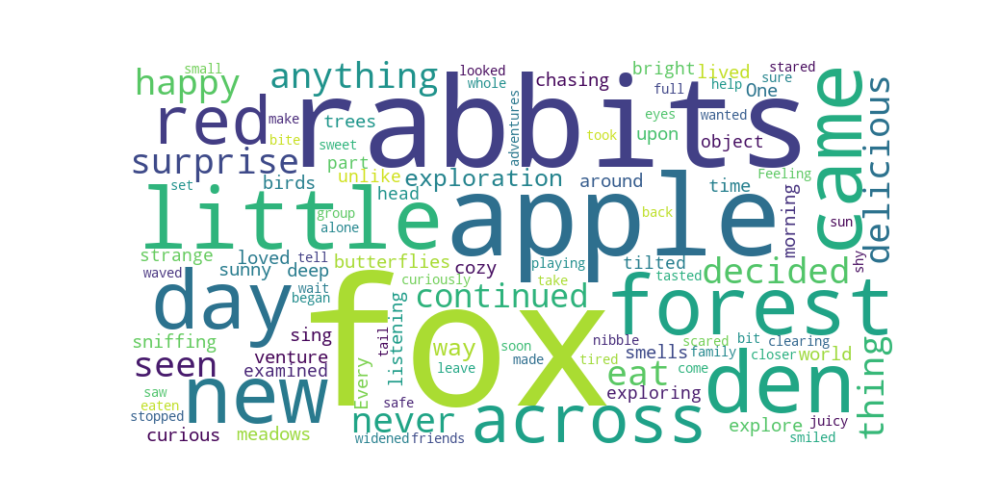 small
happy
anything
looked
whole
chasing
bright
lived
stared
sure
One
help
full
red
make
bite
trees
sweet
rabbits
adventures
took
eyes
upon
wanted
object
came
delicious
surprise
part
unlike
birds
set
head
exploration
around
time
Feeling
morning
little
group
alone
apple
back
sun
shy
strange
loved
tell
sunny
deep
waved
wait
began
butterflies
curiously
cozy
playing
take
tilted
tasted
decided
day
continued
forest
sniffing
sing
tail
listening
fox
way
soon
leave
made
nibble
tired
scared
bit
clearing
smells
family
closer
world
come
thing
seen
venture
examined
Every
saw
eaten
stopped
new
safe
eat
exploring
den
curious
meadows
never
widened
friends
across
explore
juicy
smiled